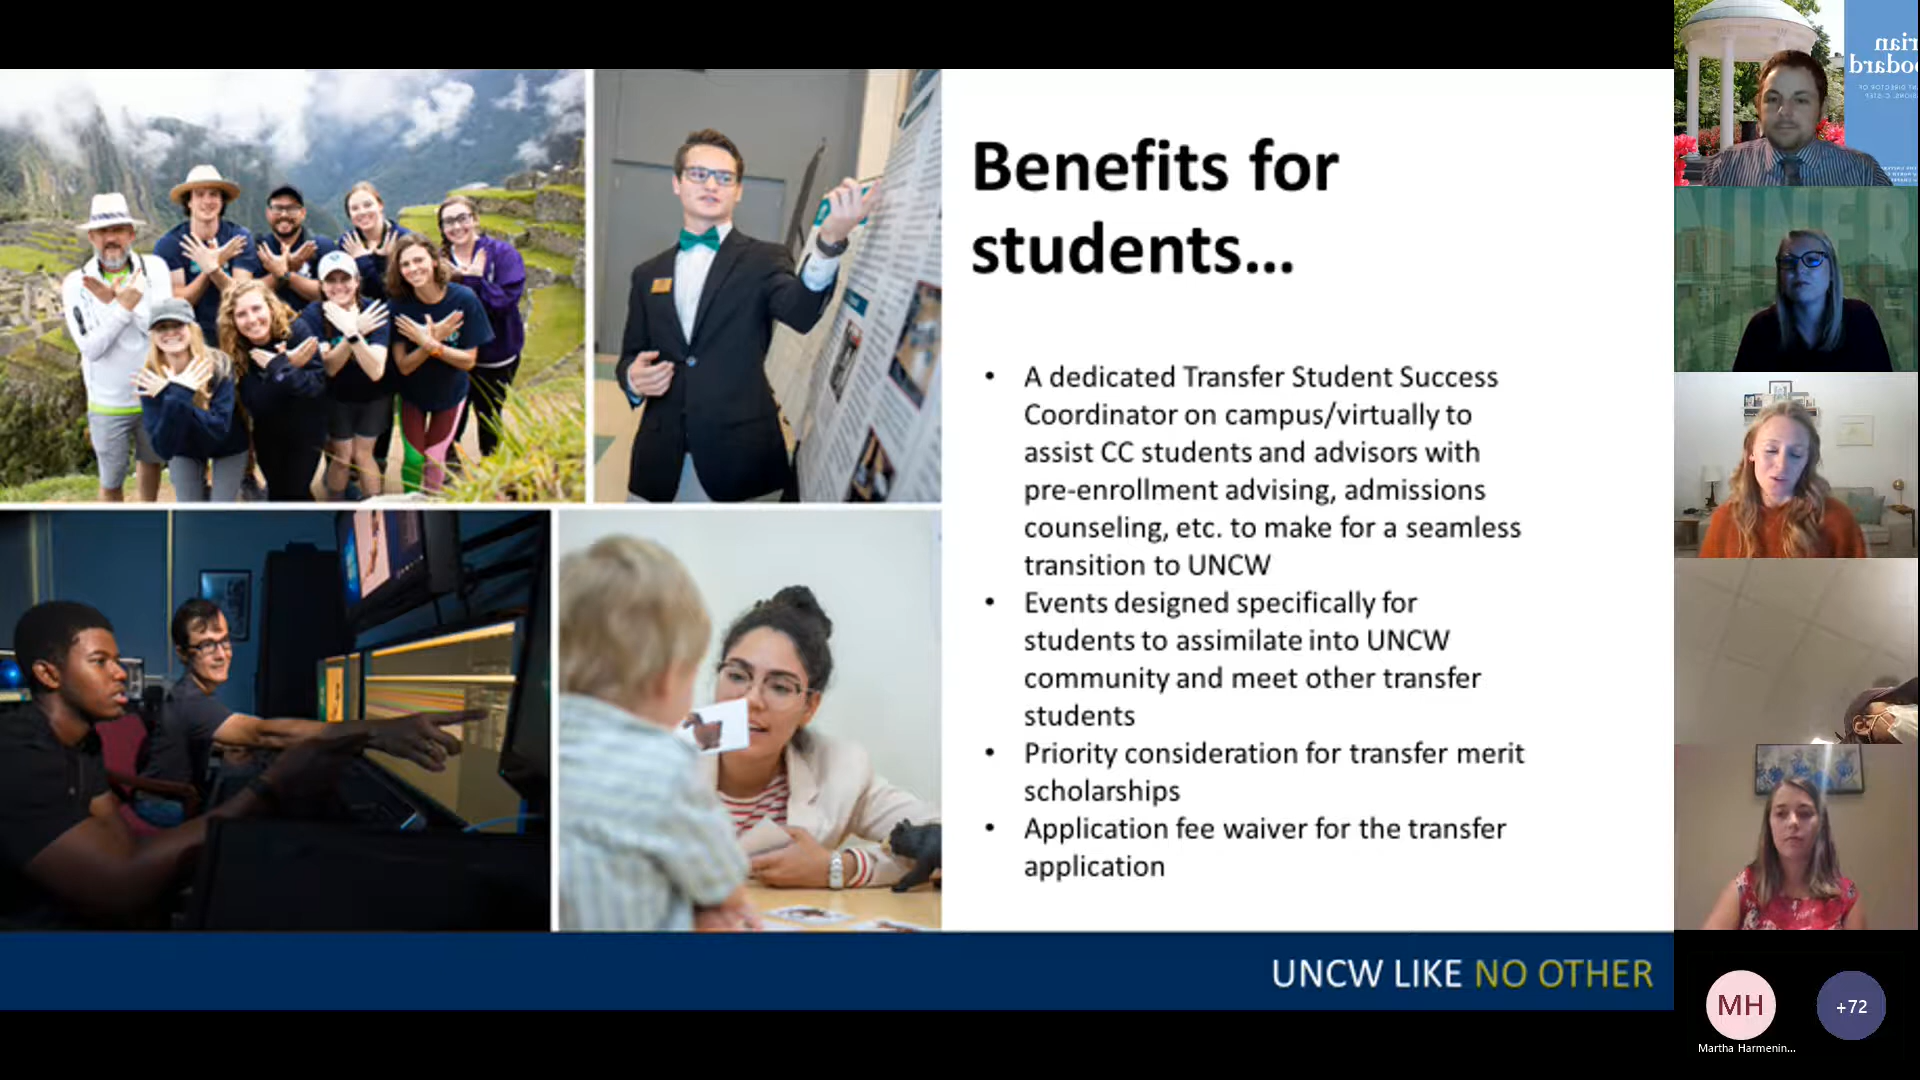 Benefits for
students...
• A dedicated Transfer Student Success
Coordinator on campus/virtually to
assist CC students and advisors with
pre-enrollment advising, admissions
counseling, etc. to make for a seamless
transition to UNCW
• Events designed specifically for
students to assimilate into UNCW
community and meet other transfer
students
• Priority consideration for transfer merit
scholarships
• Application fee waiver for the transfer
application
UNCW LIKE NO OTHER
rian
odard
MH
+72
Martha Harmenin...